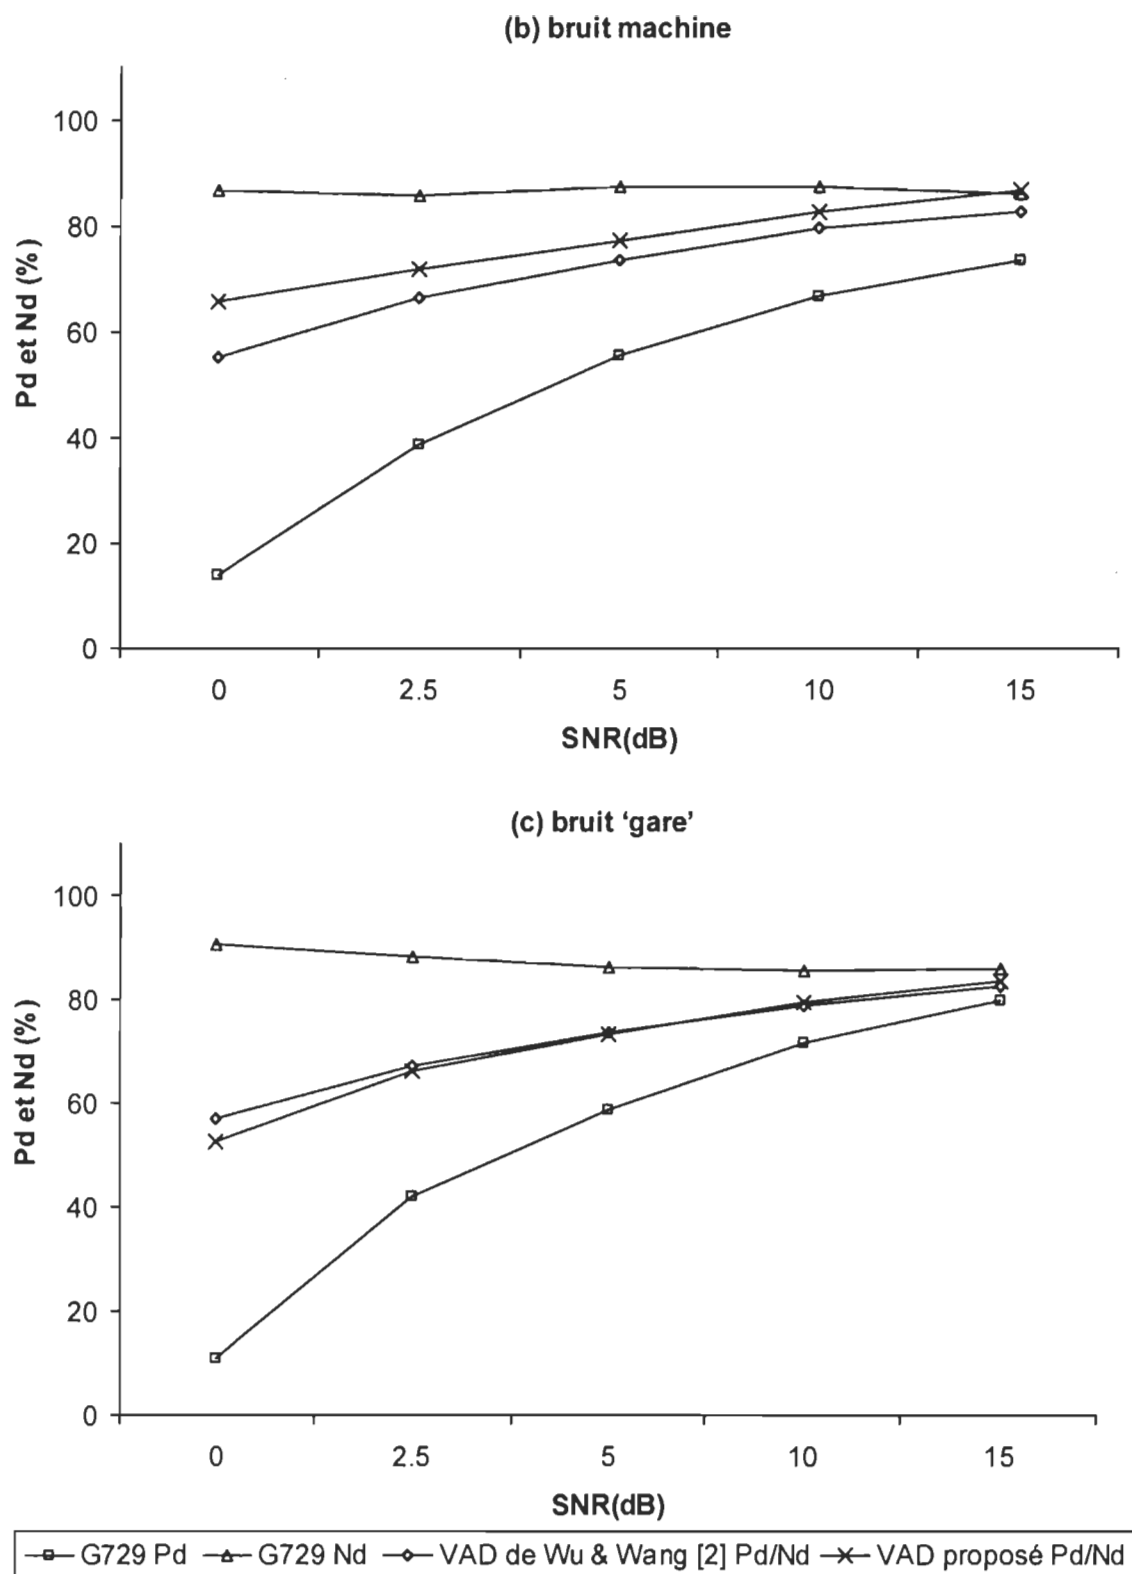 (b) bruit machine
100
80
60
40
20
0
Pd et Nd (%)
0 2.5 5 10 15
SNR(dB)
(c) bruit ‘gare’
100
80
60
40
20
0
Pd et Nd (%)
0 2.5 5 10 15
SNR(dB)
G729 Pd G729 Nd VAD de Wu & Wang [2] Pd/Nd VAD proposé Pd/Nd